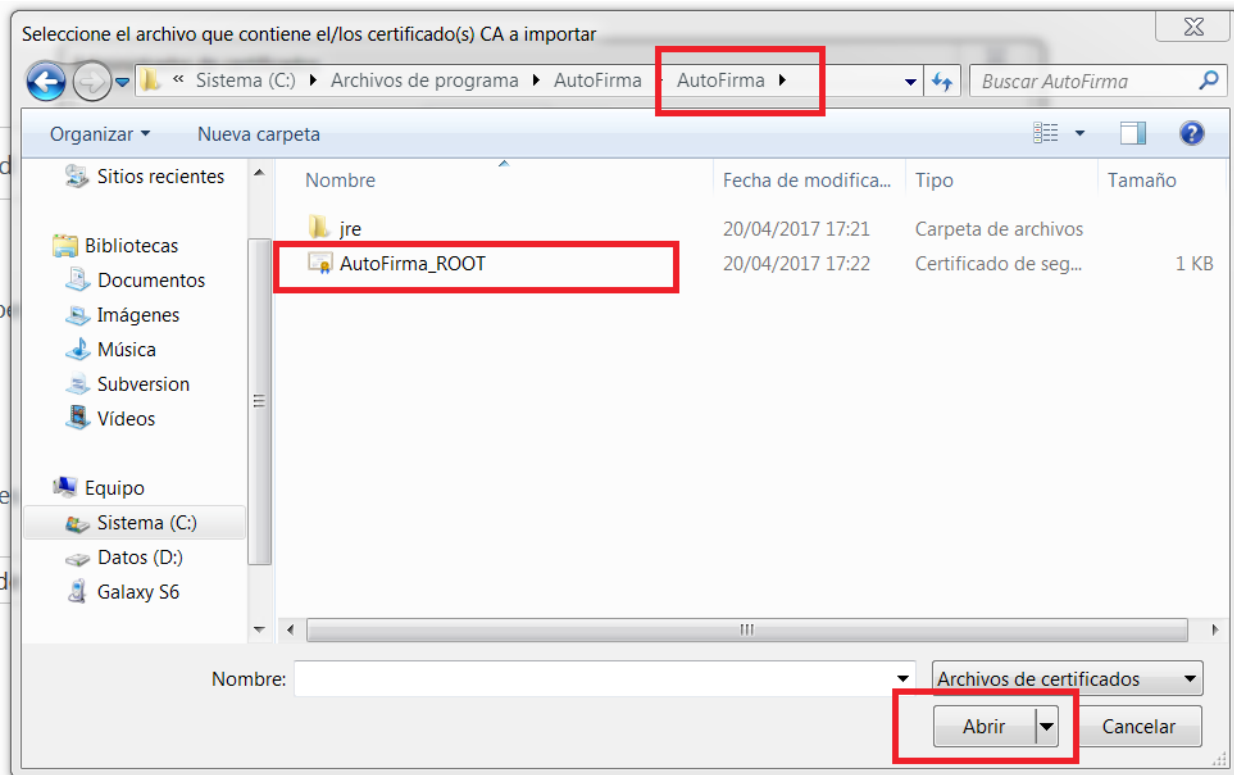 Seleccione el archivo que contiene el/los certificado(s) CA a importar
« Sistema (C:) Archivos de programa AutoFirma AutoFirma Buscar AutoFirma
Organizar Nueva carpeta
Sitios recientes
Bibliotecas
Documentos
Imágenes
Música
Subversion
Vídeos
Equipo
Sistema (C:)
Datos (D:)
Galaxy S6
Nombre Fecha de modifica... Tipo Tamaño
jre 20/04/2017 17:21 Carpeta de archivos
AutoFirma_ROOT 20/04/2017 17:22 Certificado de seg... 1 KB
Nombre: Archivos de certificados
Abrir Cancelar